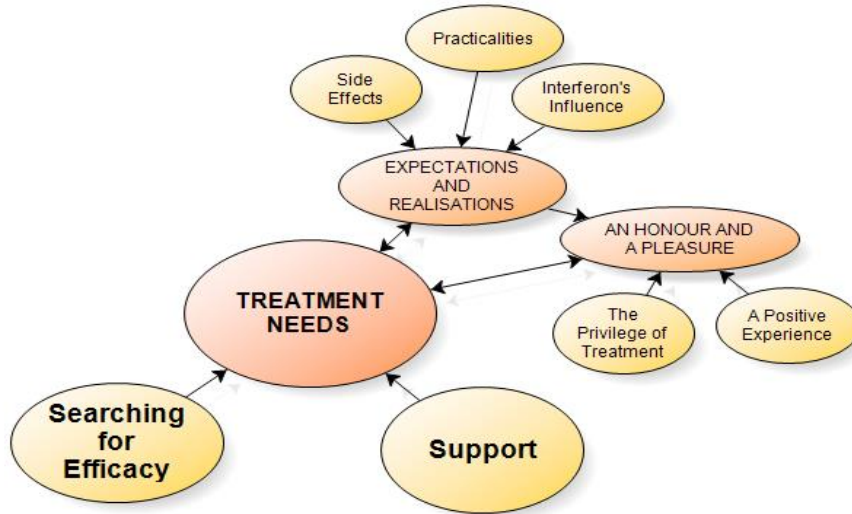 Practicalities
Side
Effects
Interferon's
Influence
EXPECTATIONS
AND
REALISATIONS
AN HONOUR AND
A PLEASURE
TREATMENT
NEEDS
The
Privilege of
Treatment
A Positive
Experience
Searching
for
Efficacy
Support